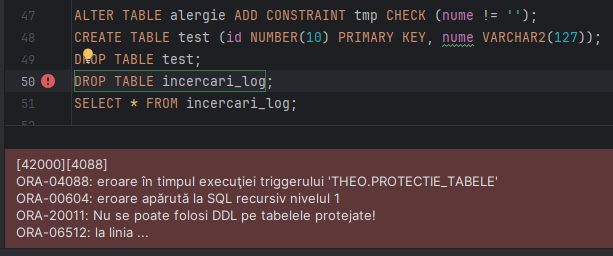 47 ALTER TABLE alergie ADD CONSTRAINT tmp CHECK (nume != '');
48 CREATE TABLE test (id NUMBER(10) PRIMARY KEY, nume VARCHAR2(127));
49 DROP TABLE test;
50 DROP TABLE incercari_log;
51 SELECT * FROM incercari_log;
[42000][4088]
ORA-04088: eroare în timpul execuţiei triggerului 'THEO.PROTECTIE_TABELE'
ORA-00604: eroare apărută la SQL recursiv nivelul 1
ORA-20011: Nu se poate folosi DDL pe tabelele protejate!
ORA-06512: la linia ...